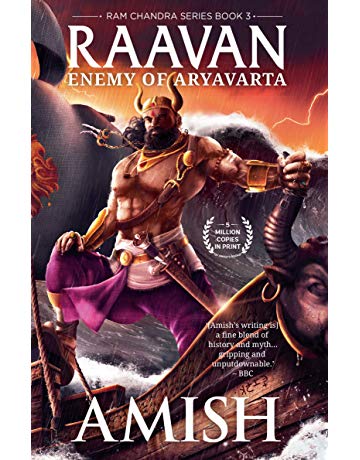 RAM CHANDRA SERIES BOOK 3
RAAVAN
ENEMY OF ARYAVARTA
5
MILLION
COPIES
IN PRINT
[Amish's writing is]
a fine blend of
history and myth...
gripping and
unputdownable."
– BBC
AMISH